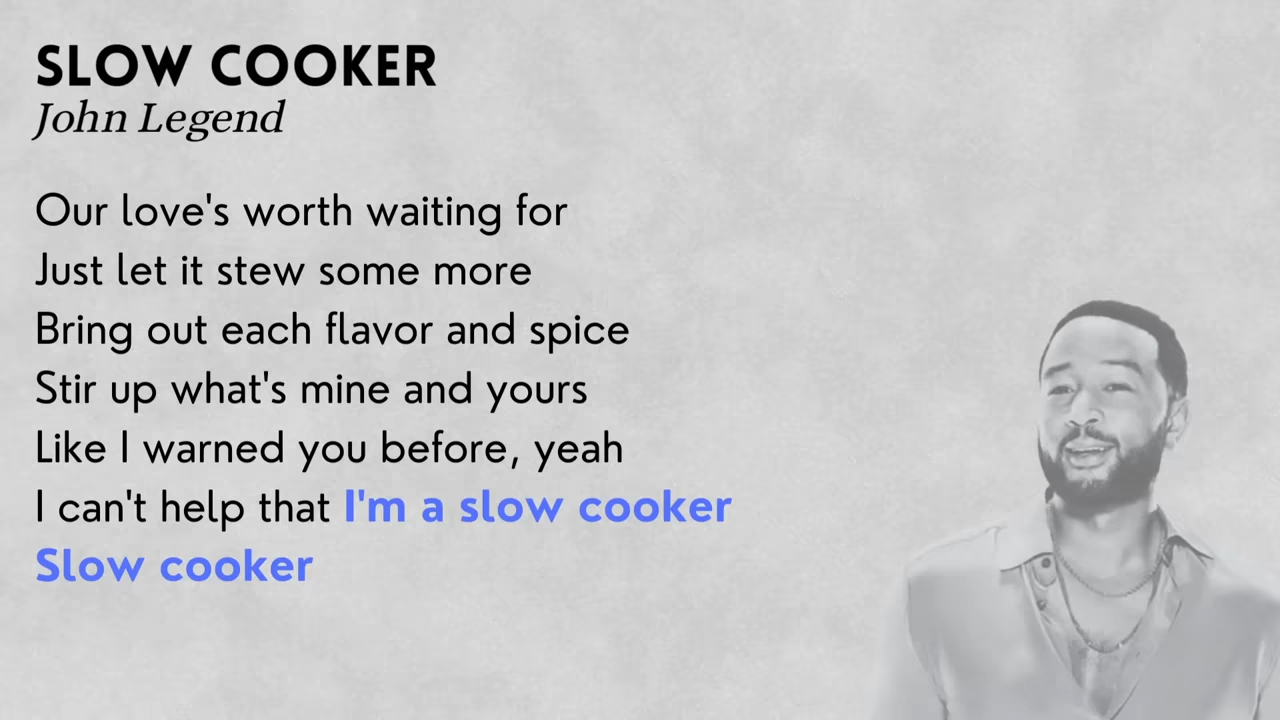 SLOW COOKER
John Legend
Our love's worth waiting for
Just let it stew some more
Bring out each flavor and spice
Stir up what's mine and yours
Like I warned you before, yeah
I can't help that I'm a slow cooker
Slow cooker